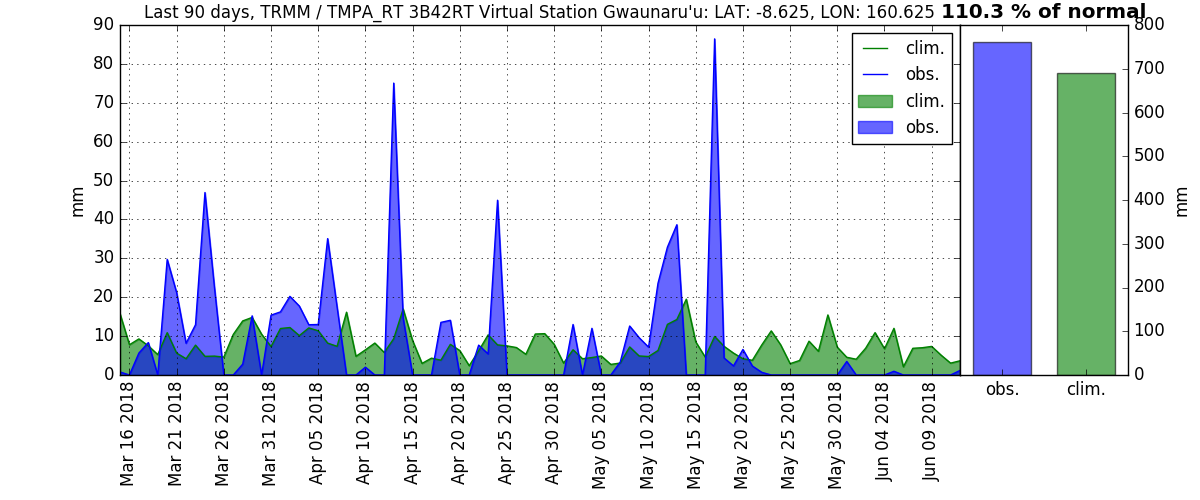 Last 90 days, TRMM / TMPA_RT 3B42RT Virtual Station Gwaunaru'u: LAT: -8.625, LON: 160.625 110.3 % of normal
90
80
70
60
50
40
30
20
10
0
mm
clim.
obs.
clim.
obs.
800
700
600
500
400
300
200
100
0
mm
obs. clim.
Mar 16 2018
Mar 21 2018
Mar 26 2018
Mar 31 2018
Apr 05 2018
Apr 10 2018
Apr 15 2018
Apr 20 2018
Apr 25 2018
Apr 30 2018
May 05 2018
May 10 2018
May 15 2018
May 20 2018
May 25 2018
May 30 2018
Jun 04 2018
Jun 09 2018